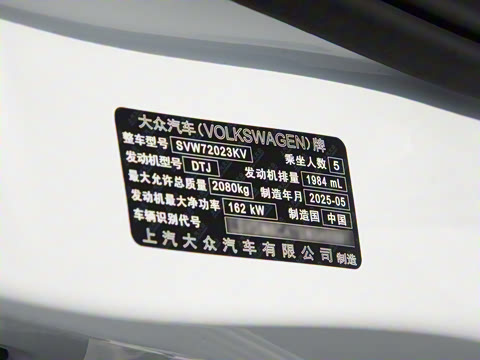 大众汽车(VOLKSWAGEN)牌
整车型号 SVW72023KV 乘坐人数 5
发动机型号 DTJ 发动机排量 1984 mL
最大允许总质量 2080kg 制造年月 2025-05
发动机最大净功率 162 kW 制造国 中国
车辆识别代号
上汽大众汽车有限公司 制造